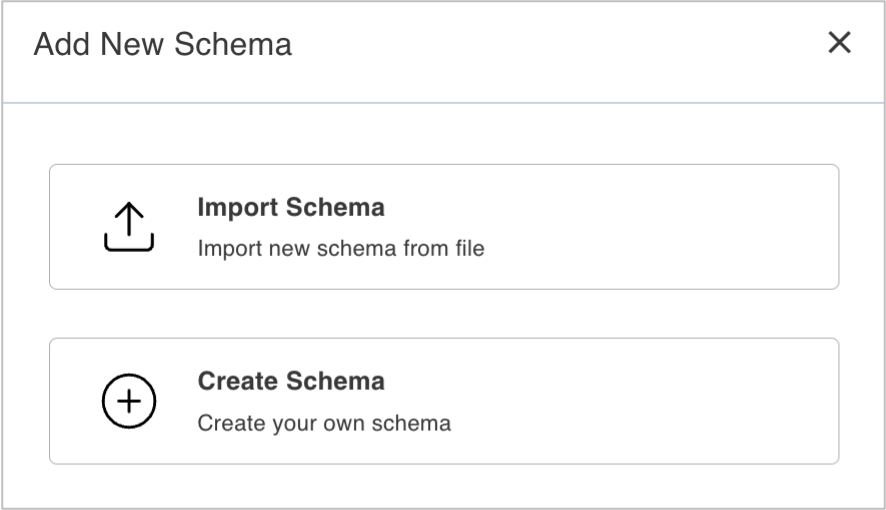 Add New Schema
Import Schema
Import new schema from file
Create Schema
Create your own schema